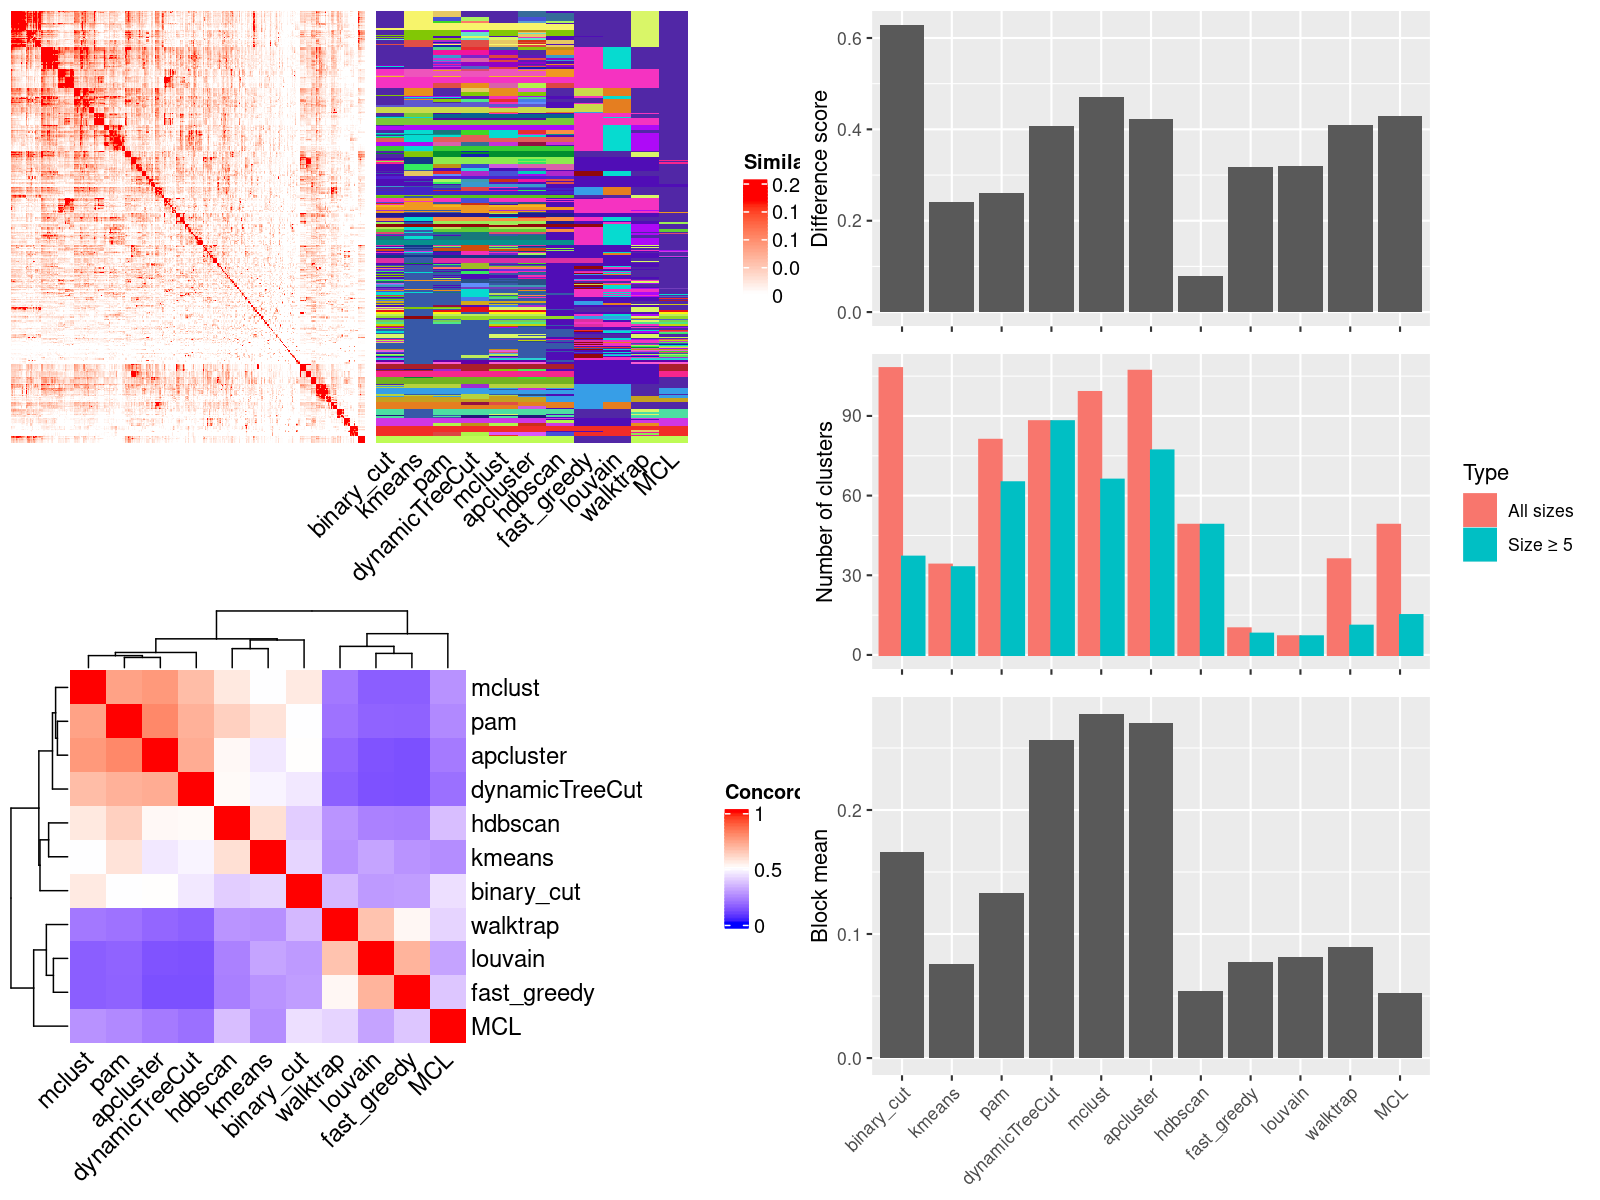 Simila
0.2
0.1
0.1
0.0
0
binary_cut
kmeans
pam
dynamicTreeCut
mclust
apcluster
hdbscan
fast_greedy
louvain
walktrap
MCL
mclust
pam
apcluster
dynamicTreeCut
hdbscan
kmeans
binary_cut
walktrap
louvain
fast_greedy
MCL
mclust
pam
apcluster
dynamicTreeCut
hdbscan
kmeans
binary_cut
walktrap
louvain
fast_greedy
MCL
Concord
1
0.5
0
Difference score
0.6
0.4
0.2
0.0
Number of clusters
90
60
30
0
Type
All sizes
Size ≥ 5
Block mean
0.2
0.1
0.0
binary_cut
kmeans
pam
dynamicTreeCut
mclust
apcluster
hdbscan
fast_greedy
louvain
walktrap
MCL